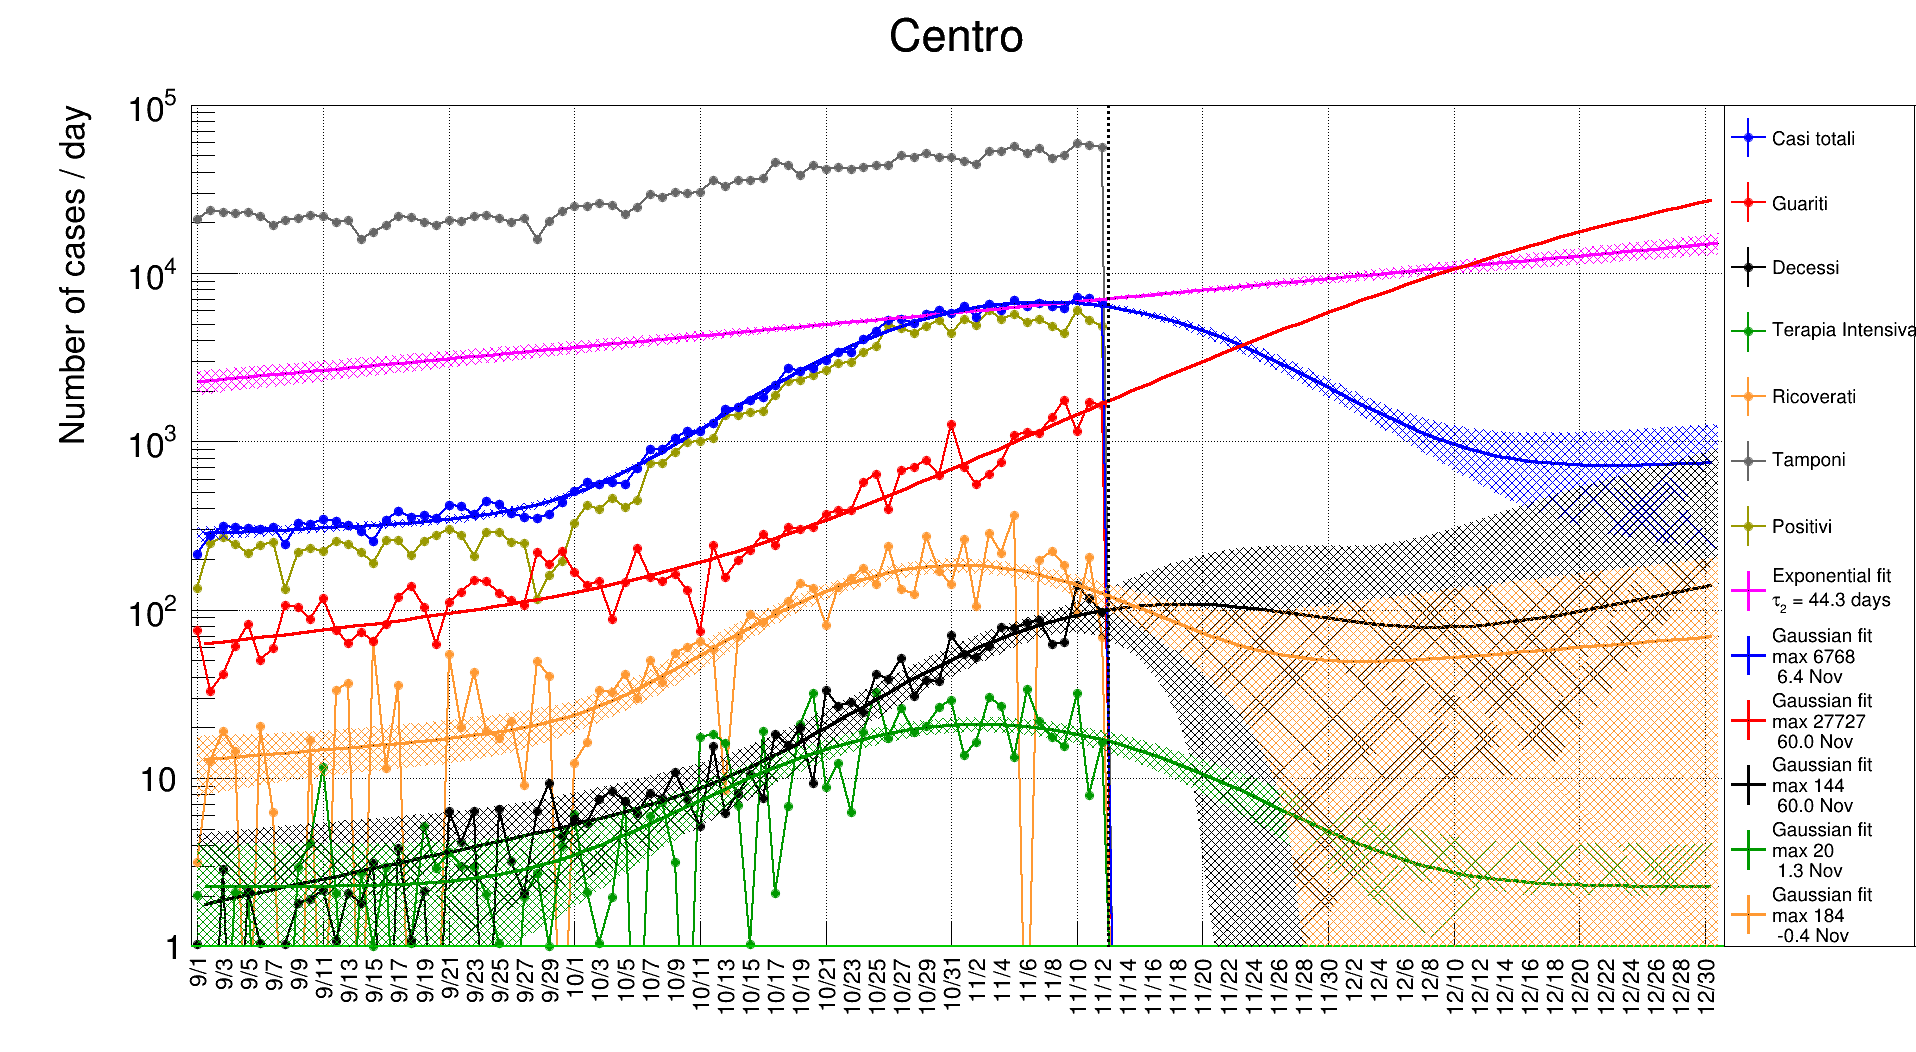 Centro
Number of cases / day
10^5
10^4
10^3
10^2
10
1
9/1
9/3
9/5
9/7
9/9
9/11
9/13
9/15
9/17
9/19
9/21
9/23
9/25
9/27
9/29
10/1
10/3
10/5
10/7
10/9
10/11
10/13
10/15
10/17
10/19
10/21
10/23
10/25
10/27
10/29
10/31
11/2
11/4
11/6
11/8
11/10
11/12
11/14
11/16
11/18
11/20
11/22
11/24
11/26
11/28
11/30
12/2
12/4
12/6
12/8
12/10
12/12
12/14
12/16
12/18
12/20
12/22
12/24
12/26
12/28
12/30
Casi totali
Guariti
Decessi
Terapia Intensiva
Ricoverati
Tamponi
Positivi
Exponential fit
τ₂ = 44.3 days
Gaussian fit
max 6768
6.4 Nov
Gaussian fit
max 27727
60.0 Nov
Gaussian fit
max 144
60.0 Nov
Gaussian fit
max 20
1.3 Nov
Gaussian fit
max 184
-0.4 Nov